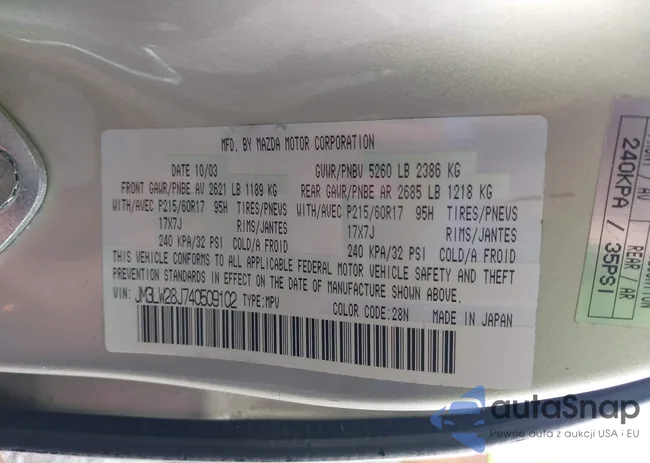 MFD. BY MAZDA MOTOR CORPORATION
DATE 10/03 GVWR/PNBV 5260 LB 2386 KG
FRONT GAWR/PNBE AV 2621 LB 1189 KG REAR GAWR/PNBE AR 2685 LB 1218 KG
WITH/AVEC P215/60R17 95H TIRES/PNEVS WITH/AVEC P215/60R17 95H TIRES/PNEVS
17X7J RIMS/JANTES 17X7J RIMS/JANTES
240 KPA/32 PSI COLD/A FROID 240 KPA/32 PSI COLD/A FROID
THIS VEHICLE CONFORMS TO ALL APPLICABLE FEDERAL MOTOR VEHICLE SAFETY AND THEFT
PREVENTION STANDARDS IN EFFECT ON THE DATE OF MANUFACTURE SHOWN ABOVE.
VIN: JM3LW28J740509102 TYPE:MPV COLOR CODE:28N MADE IN JAPAN
REAR / AR
240KPA / 35PSI
autoSnap
Pewne auta z aukcji USA i EU